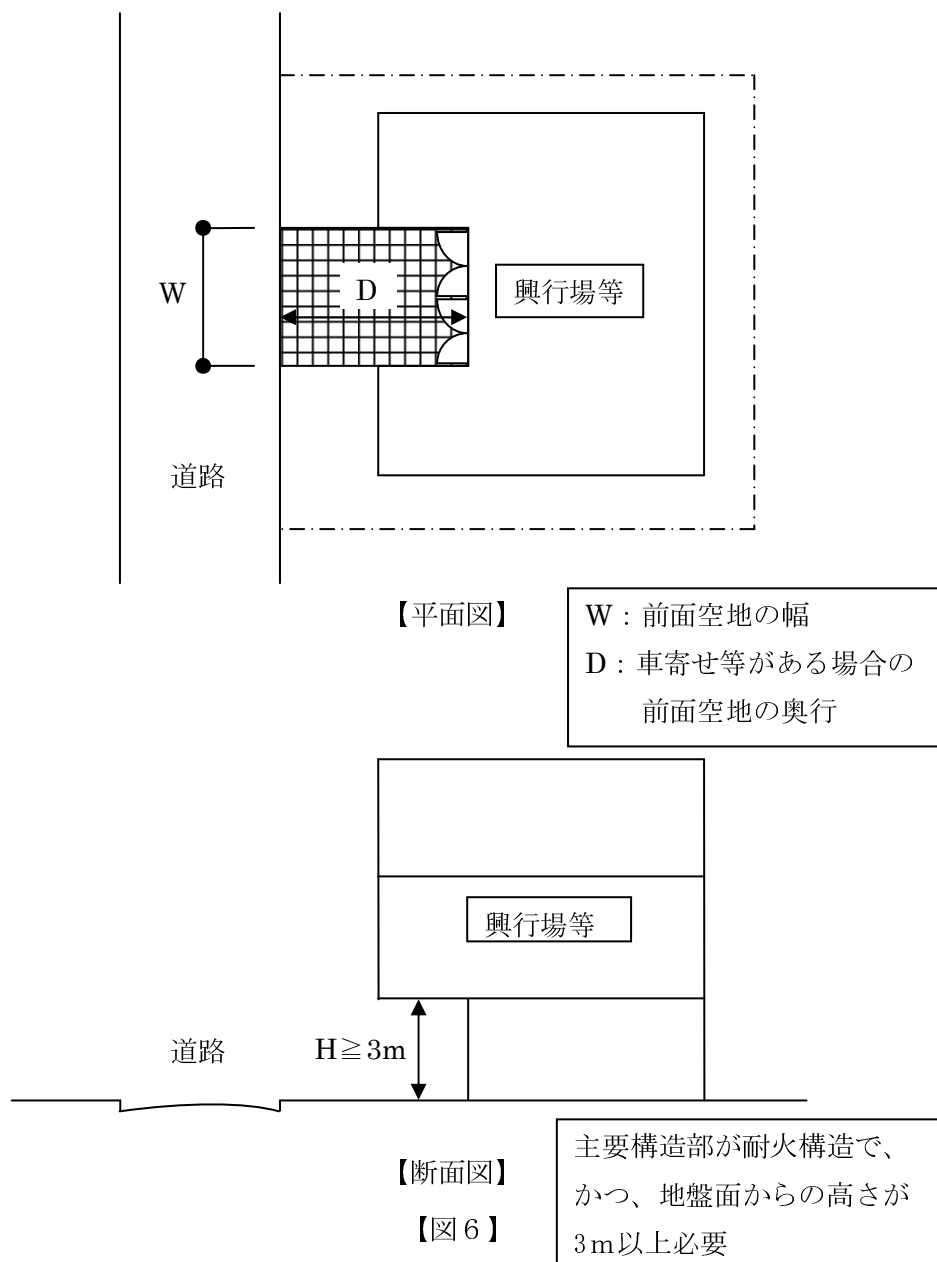 W
D
興行場等
道路
【平面図】
W：前面空地の幅
D：車寄せ等がある場合の
前面空地の奥行
興行場等
道路
H≧3m
【断面図】
【図６】
主要構造部が耐火構造で、
かつ、地盤面からの高さが
3ｍ以上必要